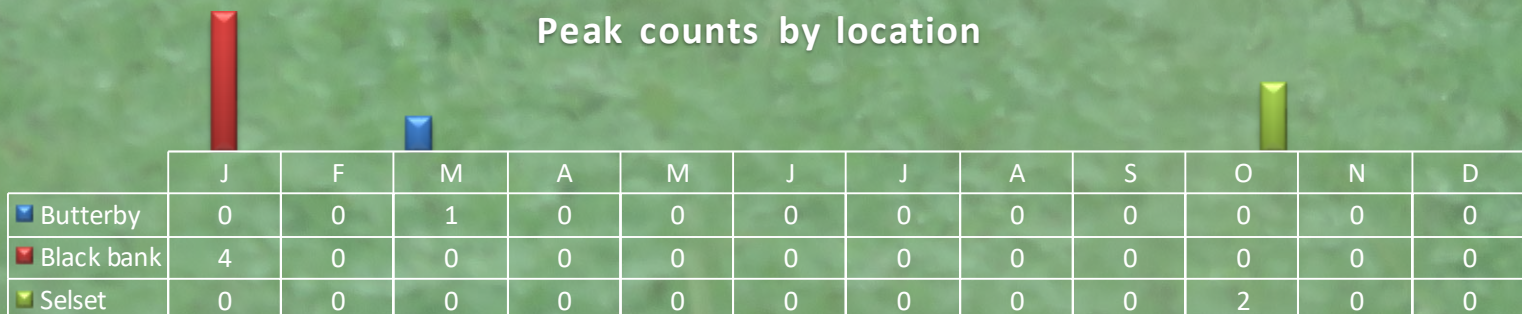 Peak counts by location
J F M A M J J A S O N D
Butterby 0 0 1 0 0 0 0 0 0 0 0 0
Black bank 4 0 0 0 0 0 0 0 0 0 0 0
Selset 0 0 0 0 0 0 0 0 0 2 0 0